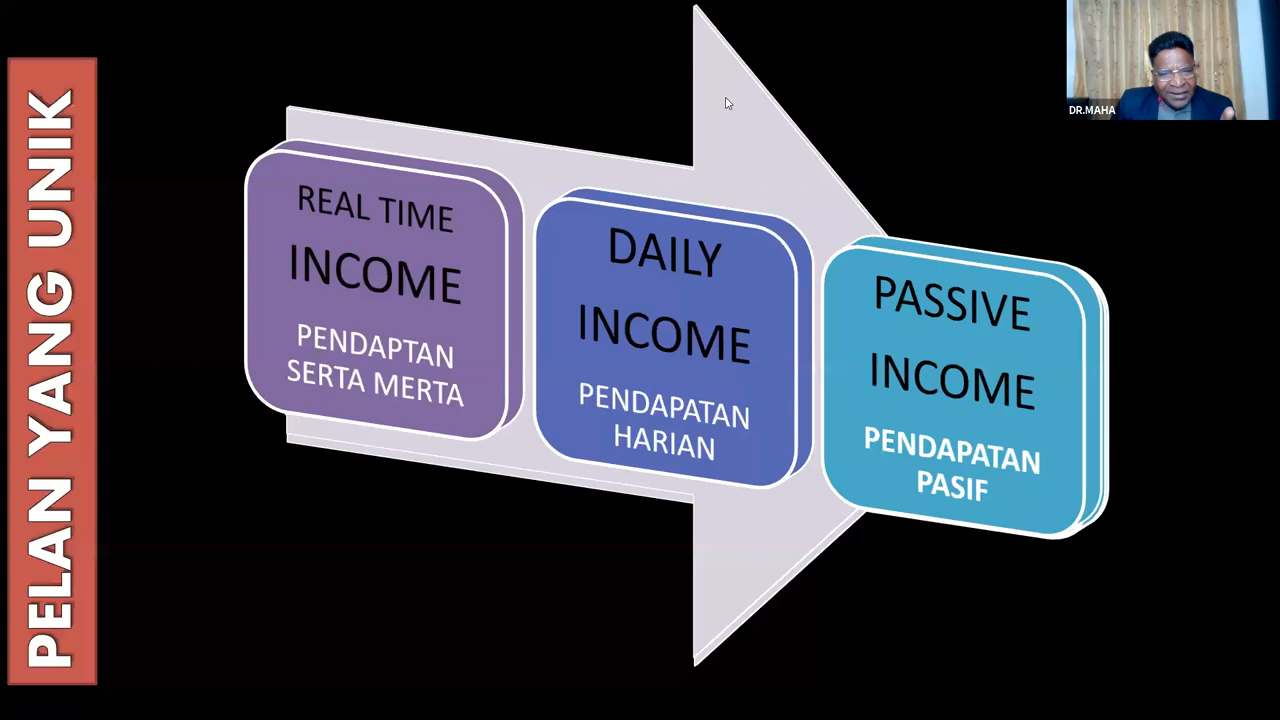 PELAN YANG UNIK
REAL TIME
INCOME
PENDAPTAN
SERTA MERTA
DAILY
INCOME
PENDAPATAN
HARIAN
PASSIVE
INCOME
PENDAPATAN
PASIF
DR.MAHA